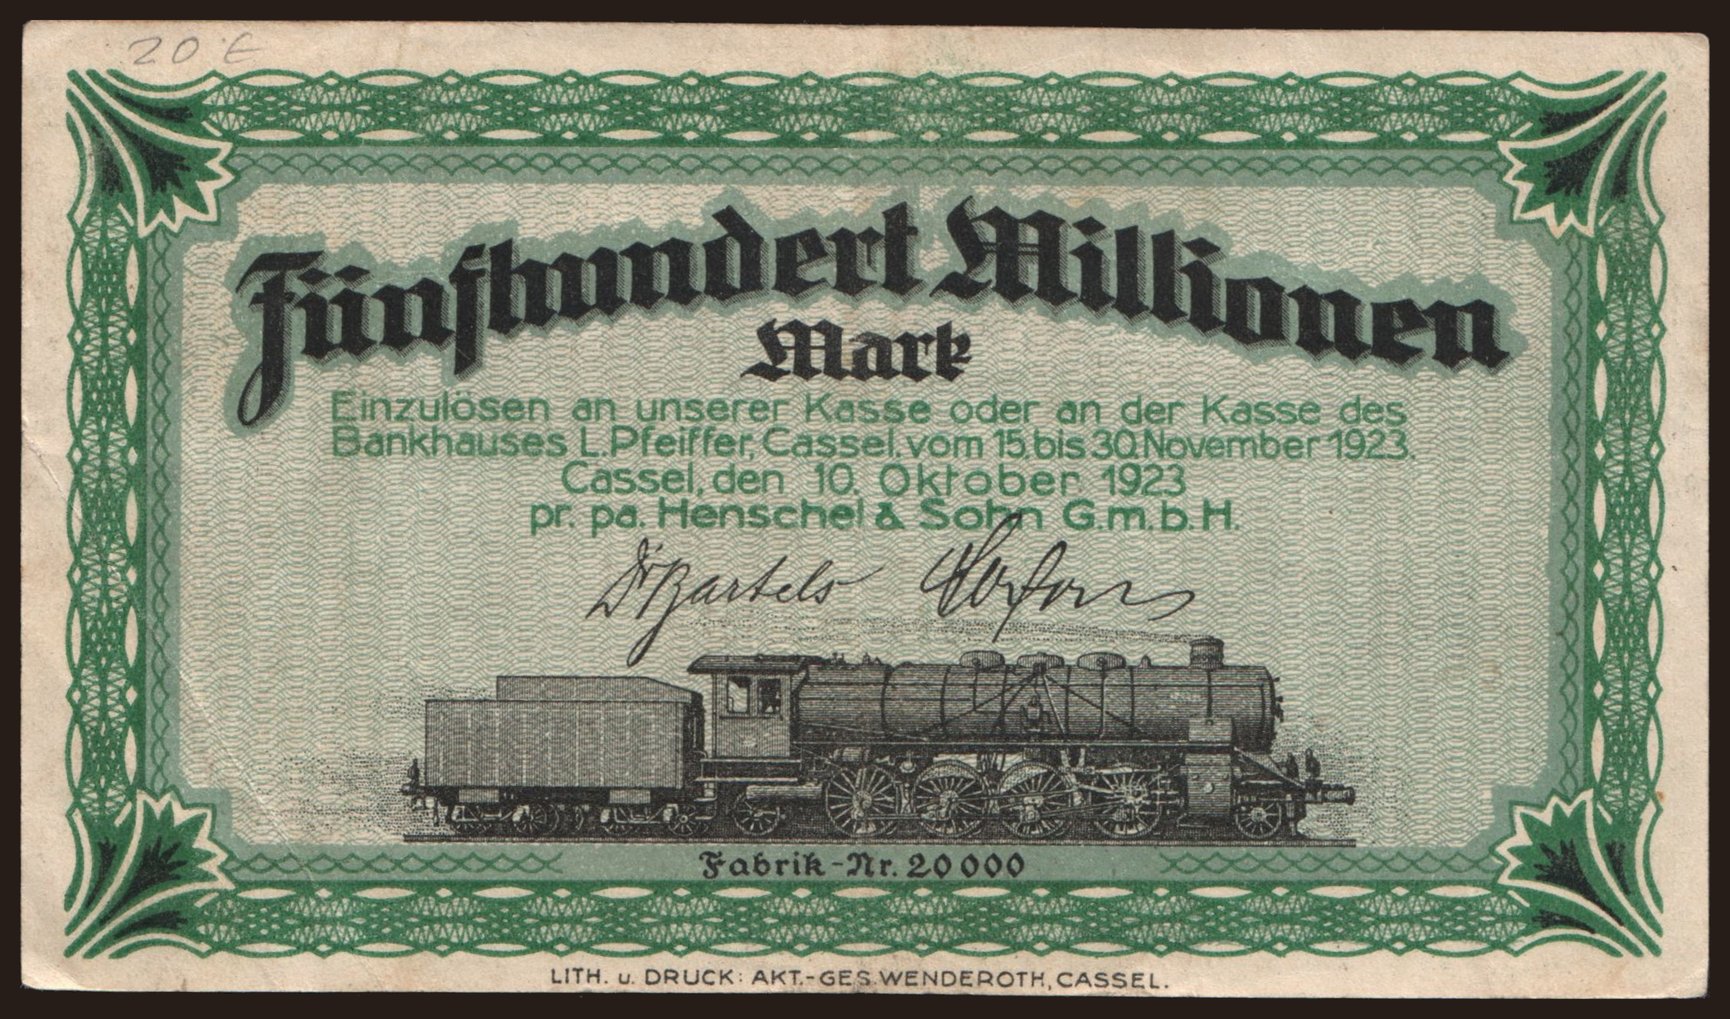 20 €
Fünfhundert Millionen
Mark
Einzulösen an unserer Kasse oder an der Kasse des
Bankhauses L. Pfeiffer, Cassel, vom 15. bis 30. November 1923.
Cassel, den 10. Oktober 1923
pr. pa. Henschel & Sohn G.m.b.H.
Dr Bartels
Fabrik-Nr. 20000
LITH. u. DRUCK: AKT.-GES. WENDEROTH, CASSEL.